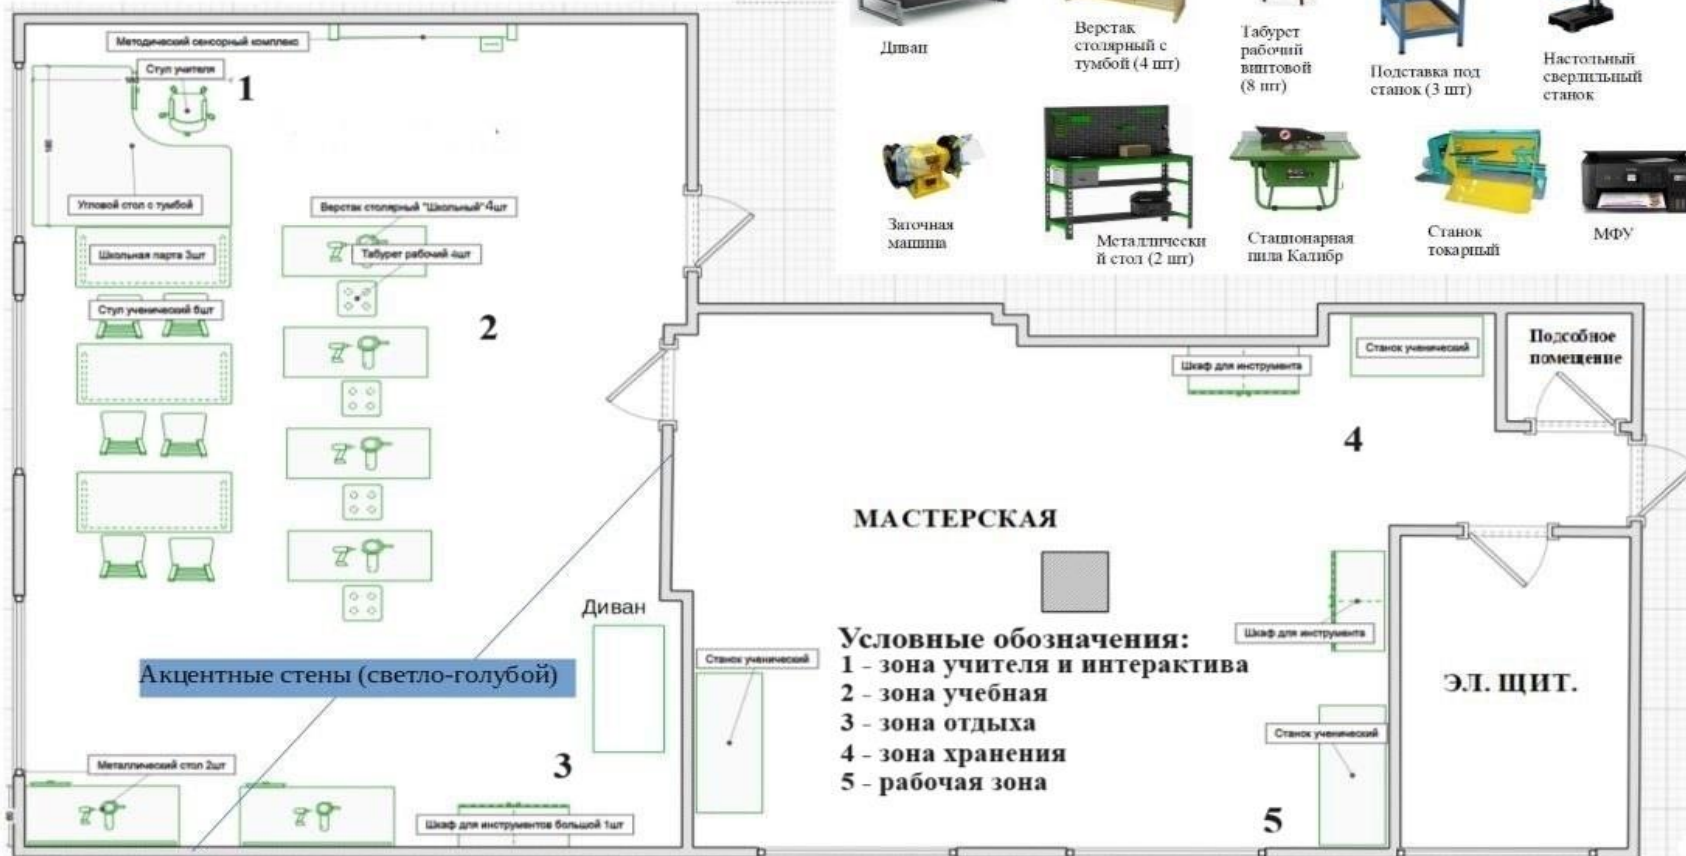 Методический сенсорный комплекс
Стул учителя
1
180
Угловой стол с тумбой
Школьная парта 3шт
Стул ученический 6шт
Верстак столярный "Школьный" 4шт
Табурет рабочий 4шт
2
Диван
Акцентные стены (светло-голубой)
Металлический стол 2шт
3
Шкаф для инструментов большой 1шт
Диван
Верстак
столярный с
тумбой (4 шт)
Табурет
рабочий
винтовой
(8 шт)
Подставка под
станок (3 шт)
Настольный
сверлильный
станок
Заточная
машина
Металлически
й стол (2 шт)
Стационарная
пила Калибр
Станок
токарный
МФУ
Шкаф для инструмента
Станок ученический
Подсобное
помещение
4
МАСТЕРСКАЯ
Шкаф для инструмента
Станок ученический
Условные обозначения:
1 - зона учителя и интерактива
2 - зона учебная
3 - зона отдыха
4 - зона хранения
5 - рабочая зона
Станок ученический
5
ЭЛ. ЩИТ.